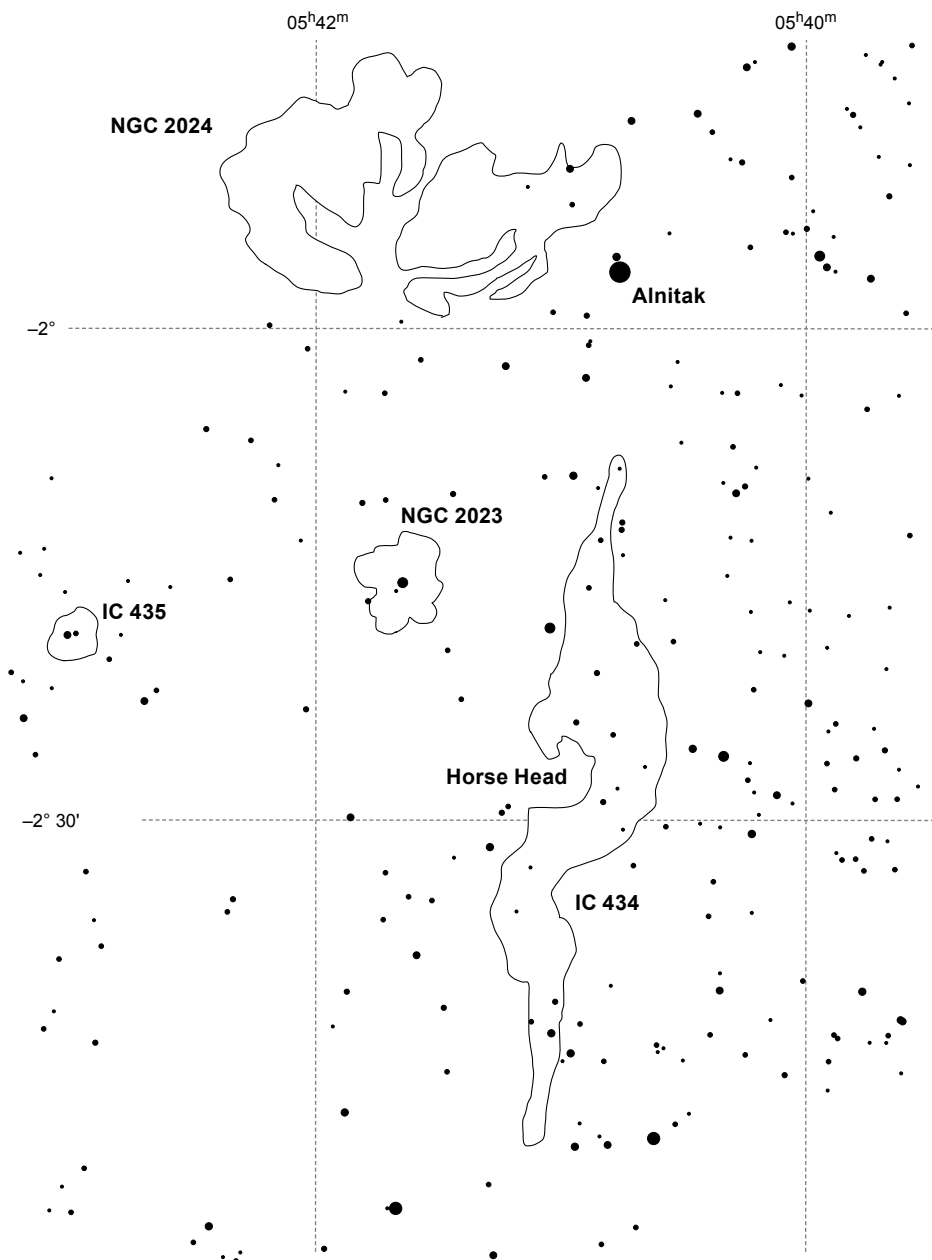 05ʰ42ᵐ
05ʰ40ᵐ
NGC 2024
Alnitak
–2°
NGC 2023
IC 435
Horse Head
–2° 30'
IC 434